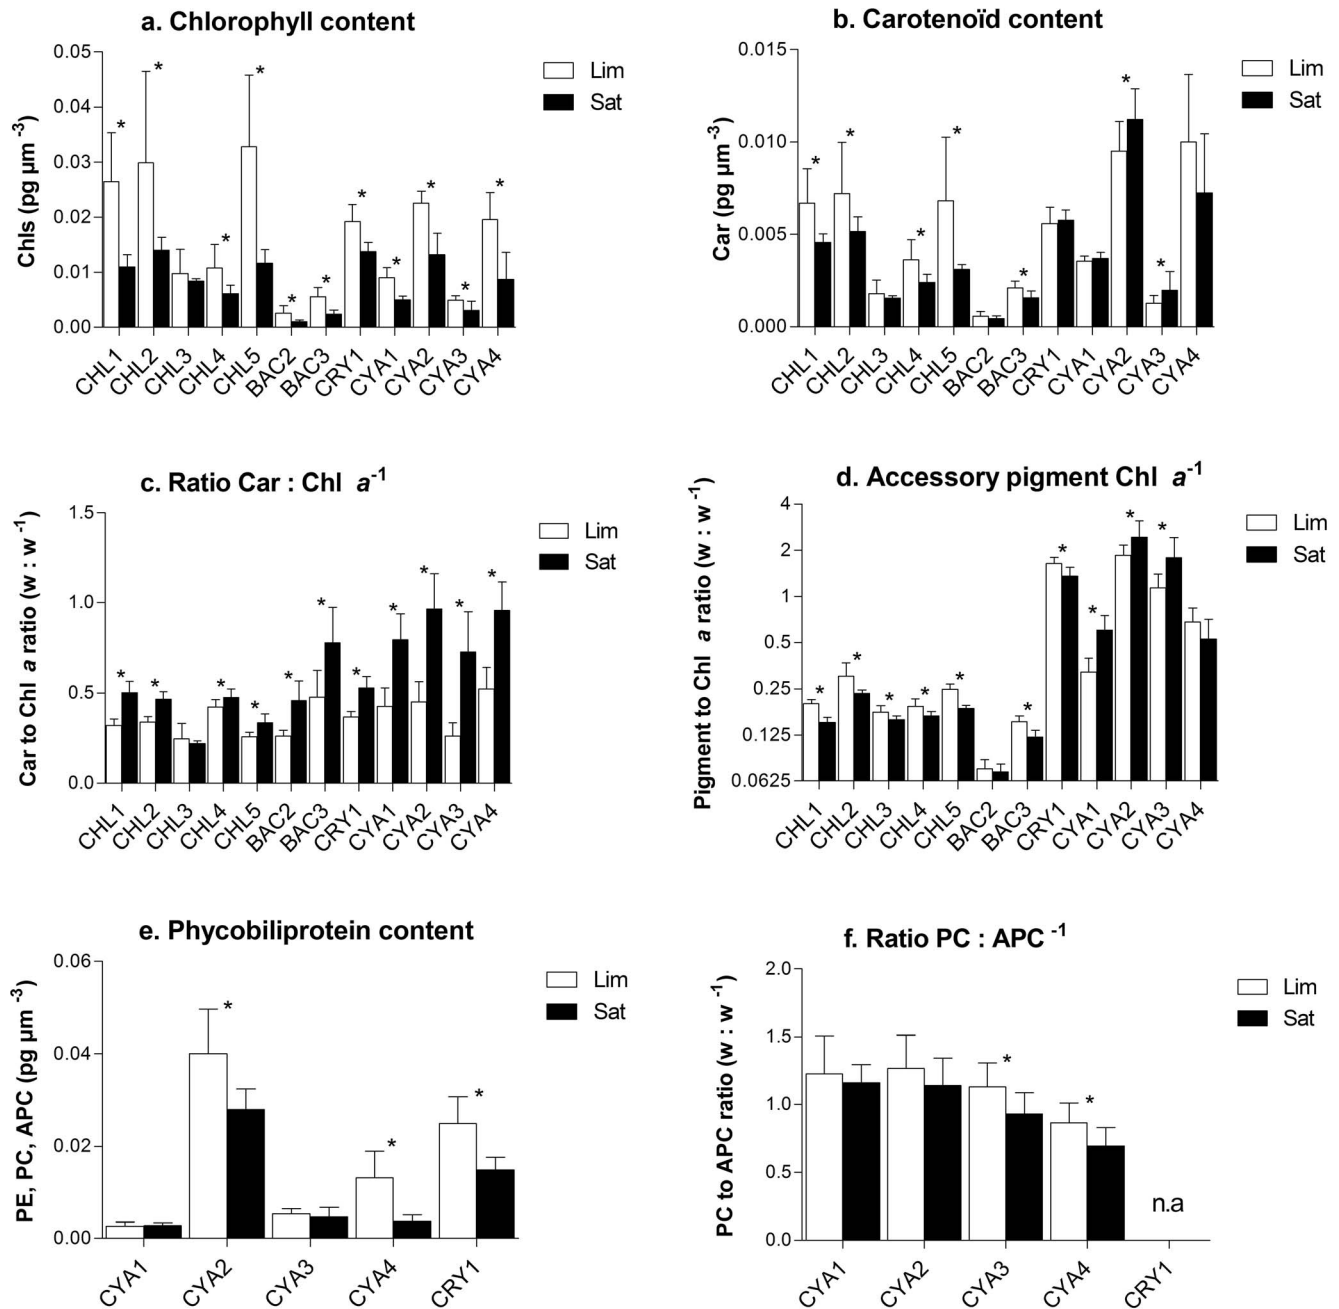 a. Chlorophyll content
Chls (pg µm⁻³)
0.05
0.04
0.03
0.02
0.01
0.00
* * * * * * * * * * *
Lim
Sat
CHL1 CHL2 CHL3 CHL4 CHL5 BAC2 BAC3 CRY1 CYA1 CYA2 CYA3 CYA4
b. Carotenoïd content
Car (pg µm⁻³)
0.015
0.010
0.005
0.000
* * * * * * *
Lim
Sat
CHL1 CHL2 CHL3 CHL4 CHL5 BAC2 BAC3 CRY1 CYA1 CYA2 CYA3 CYA4
c. Ratio Car : Chl a⁻¹
Car to Chl a ratio (w : w⁻¹)
1.5
1.0
0.5
0.0
* * * * * * * * * * *
Lim
Sat
CHL1 CHL2 CHL3 CHL4 CHL5 BAC2 BAC3 CRY1 CYA1 CYA2 CYA3 CYA4
d. Accessory pigment Chl a⁻¹
Pigment to Chl a ratio (w : w⁻¹)
4
2
1
0.5
0.25
0.125
0.0625
* * * * * * * * * *
Lim
Sat
CHL1 CHL2 CHL3 CHL4 CHL5 BAC2 BAC3 CRY1 CYA1 CYA2 CYA3 CYA4
e. Phycobiliprotein content
PE, PC, APC (pg µm⁻³)
0.06
0.04
0.02
0.00
* * *
Lim
Sat
CYA1 CYA2 CYA3 CYA4 CRY1
f. Ratio PC : APC⁻¹
PC to APC ratio (w : w⁻¹)
2.0
1.5
1.0
0.5
0.0
* *
n.a
Lim
Sat
CYA1 CYA2 CYA3 CYA4 CRY1